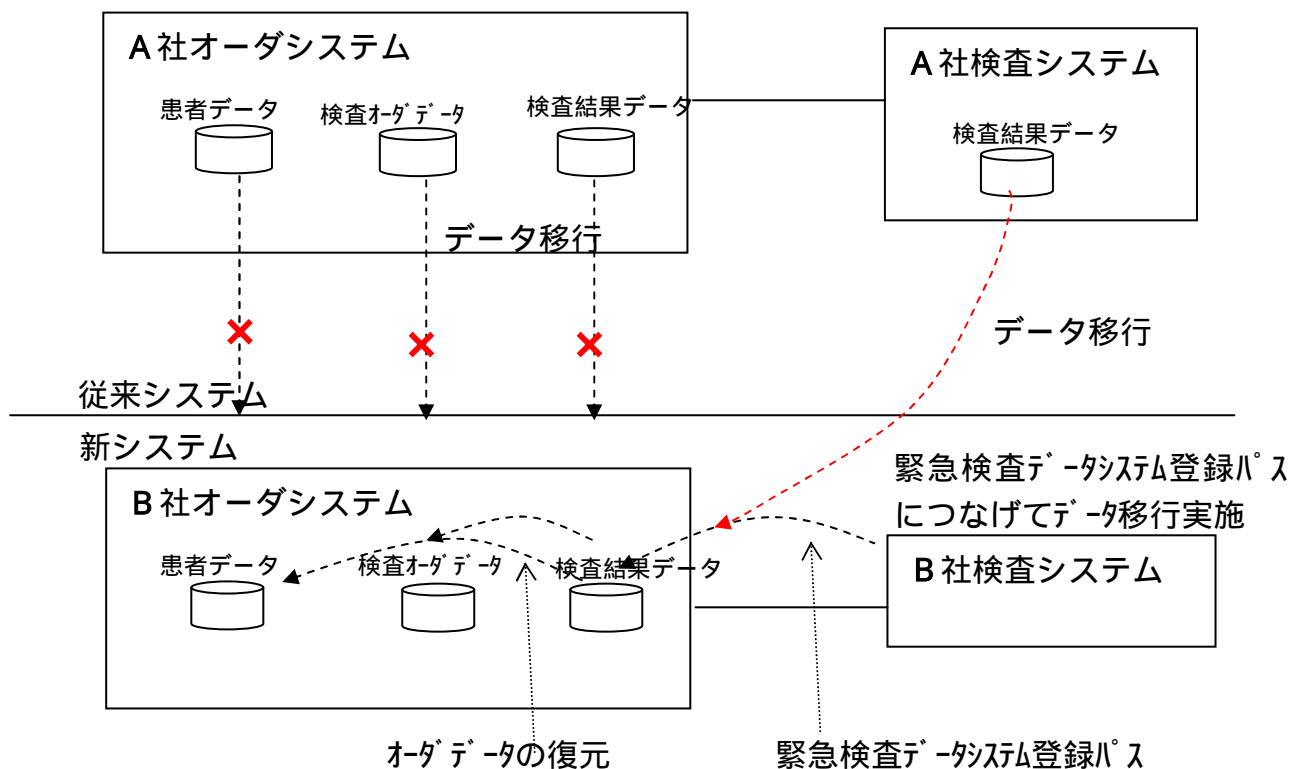 A社オーダシステム
A社検査システム
患者データ
検査ｵｰﾀﾞﾃﾞｰﾀ
検査結果データ
検査結果データ
データ移行
データ移行
従来システム
新システム
緊急検査ﾃﾞｰﾀｼｽﾃﾑ登録ﾊﾟｽ
につなげてﾃﾞｰﾀ移行実施
B社オーダシステム
患者データ
検査ｵｰﾀﾞﾃﾞｰﾀ
検査結果データ
B社検査システム
ｵｰﾀﾞﾃﾞｰﾀの復元
緊急検査ﾃﾞｰﾀｼｽﾃﾑ登録ﾊﾟｽ